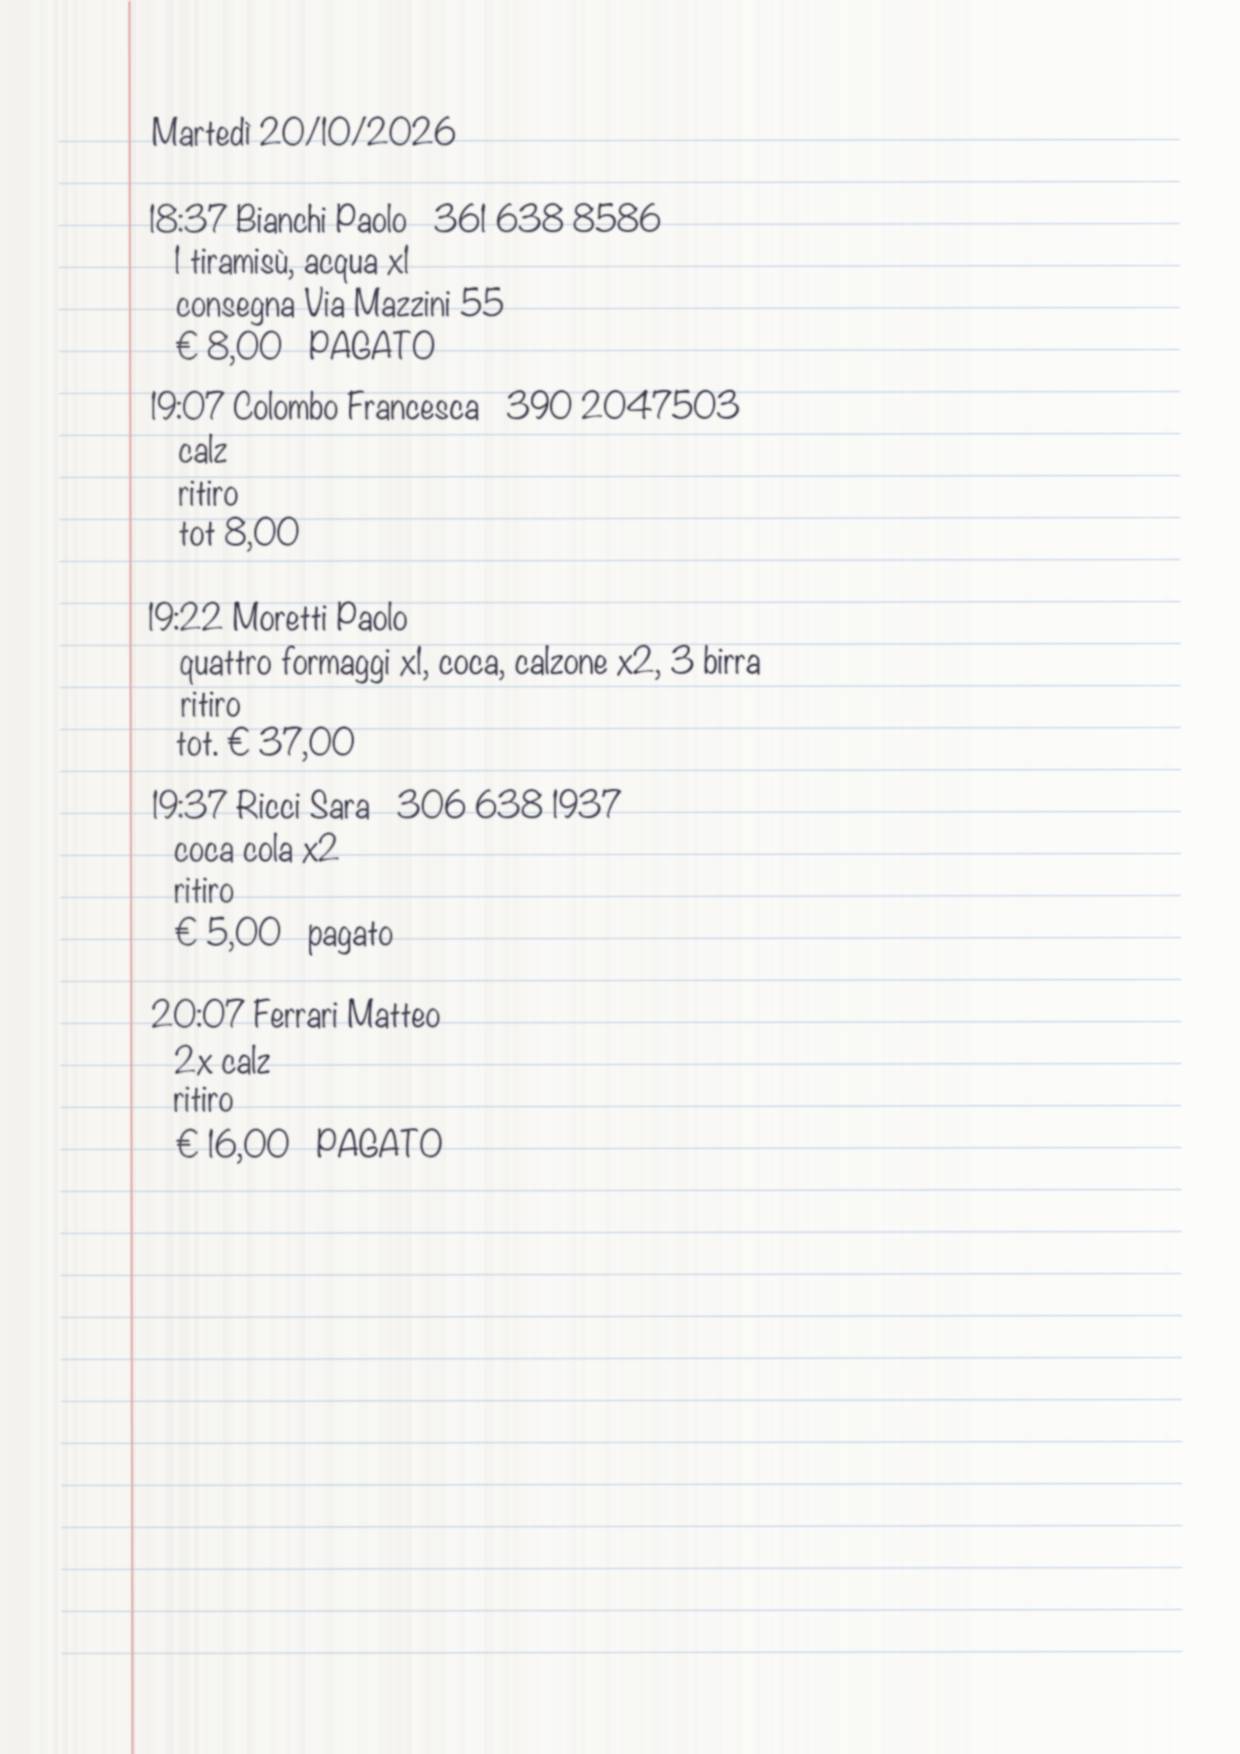 Martedì 20/10/2026
18:37 Bianchi Paolo 361 638 8586
1 tiramisù, acqua x1
consegna Via Mazzini 55
€ 8,00 PAGATO
19:07 Colombo Francesca 390 2047503
calz
ritiro
tot 8,00
19:22 Moretti Paolo
quattro formaggi x1, coca, calzone x2, 3 birra
ritiro
tot. € 37,00
19:37 Ricci Sara 306 638 1937
coca cola x2
ritiro
€ 5,00 pagato
20:07 Ferrari Matteo
2x calz
ritiro
€ 16,00 PAGATO